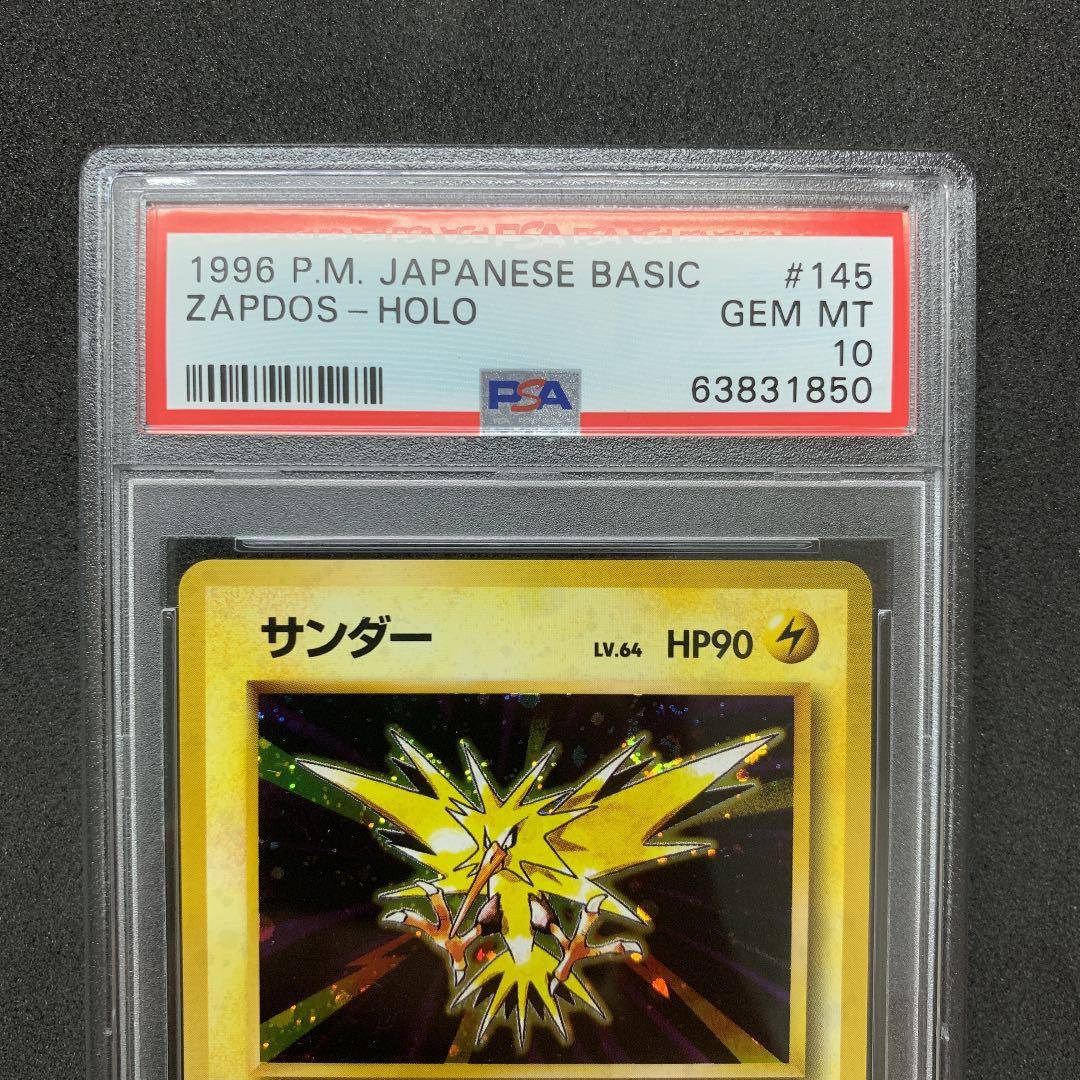 1996 P.M. JAPANESE BASIC #145
ZAPDOS – HOLO GEM MT
10
PSA 63831850
サンダー LV.64 HP90